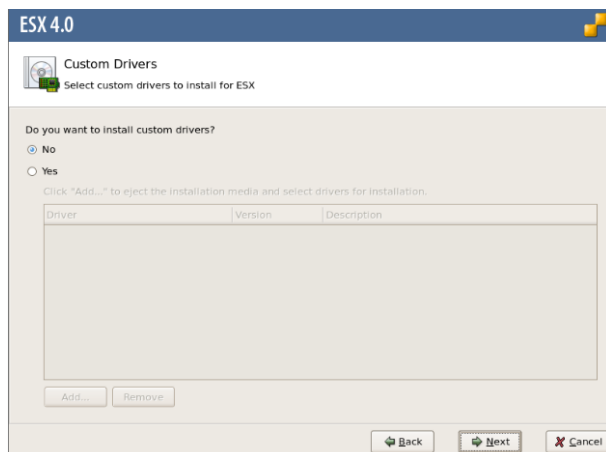 ESX 4.0
Custom Drivers
Select custom drivers to install for ESX
Do you want to install custom drivers?
No
Yes
Click "Add..." to eject the installation media and select drivers for installation.
Driver Version Description
Add... Remove
Back Next Cancel